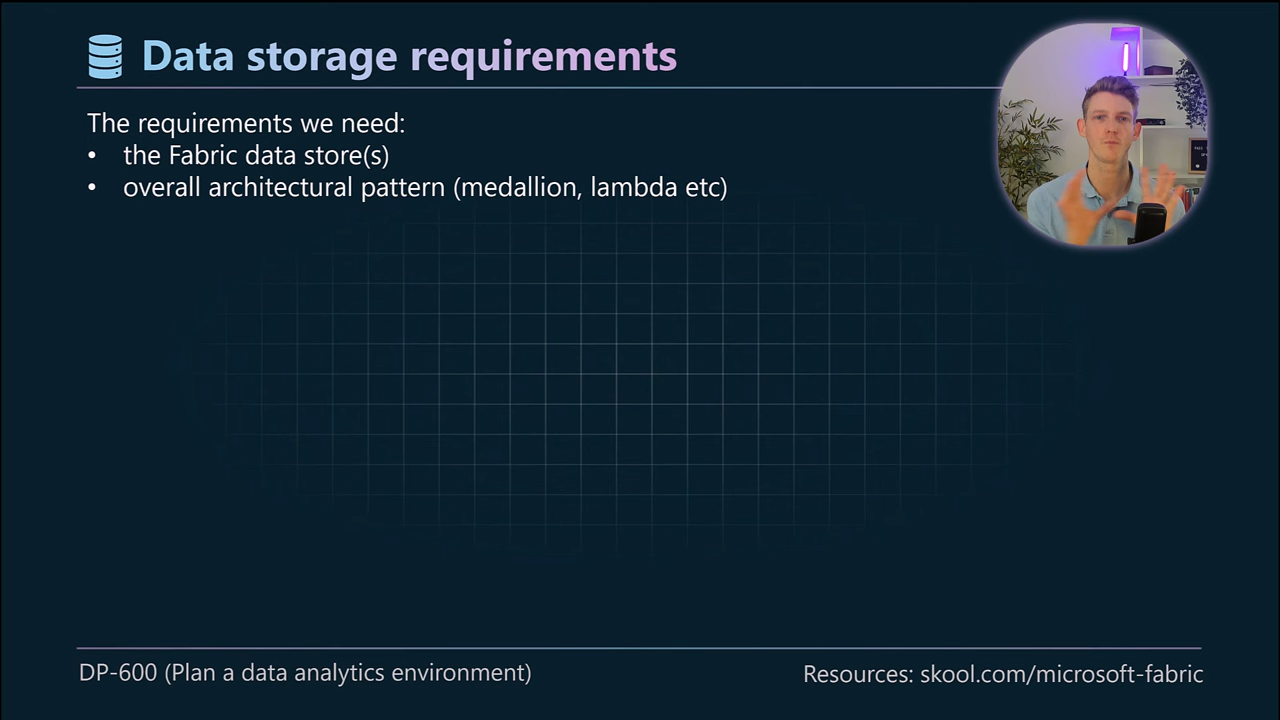 Data storage requirements
The requirements we need:
• the Fabric data store(s)
• overall architectural pattern (medallion, lambda etc)
DP-600 (Plan a data analytics environment)
Resources: skool.com/microsoft-fabric